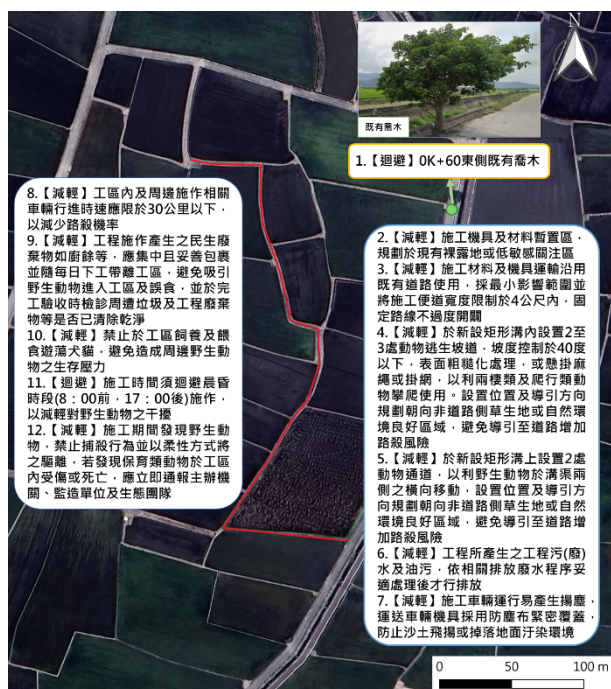 N
既有喬木
1.【迴避】0K+60東側既有喬木
8.【減輕】工區內及周邊施作相關
車輛行進時速應限於30公里以下，
以減少路殺機率
9.【減輕】工程施作產生之民生廢
棄物如廚餘等，應集中且妥善包裹
並隨每日下工帶離工區，避免吸引
野生動物進入工區及誤食，並於完
工驗收時檢診周遭垃圾及工程廢棄
物等是否已清除乾淨
10.【減輕】禁止於工區飼養及餵
食遊蕩犬貓，避免造成周邊野生動
物之生存壓力
11.【迴避】施工時間須迴避晨昏
時段(8：00前，17：00後)施作，
以減輕對野生動物之干擾
12.【減輕】施工期間發現野生動
物，禁止捕殺行為並以柔性方式將
之驅離，若發現保育類動物於工區
內受傷或死亡，應立即通報主辦機
關、監造單位及生態團隊
2.【減輕】施工機具及材料暫置區，
規劃於現有裸露地或低敏感關注區
3.【減輕】施工材料及機具運輸沿用
既有道路使用，採最小影響範圍並
將施工便道寬度限制於4公尺內，固
定路線不過度開闢
4.【減輕】於新設矩形溝內設置2至
3處動物逃生坡道，坡度控制於40度
以下，表面粗糙化處理，或懸掛麻
繩或掛網，以利兩棲類及爬行類動
物攀爬使用。設置位置及導引方向
規劃朝向非道路側草生地或自然環
境良好區域，避免導引至道路增加
路殺風險
5.【減輕】於新設矩形溝上設置2處
動物通道，以利野生動物於溝渠兩
側之橫向移動，設置位置及導引方
向規劃朝向非道路側草生地或自然
環境良好區域，避免導引至道路增
加路殺風險
6.【減輕】工程所產生之工程污(廢)
水及油污，依相關排放廢水程序妥
適處理後才行排放
7.【減輕】施工車輛運行易產生揚塵，
運送車輛機具採用防塵布緊密覆蓋，
防止沙土飛揚或掉落地面汙染環境
0 50 100 m